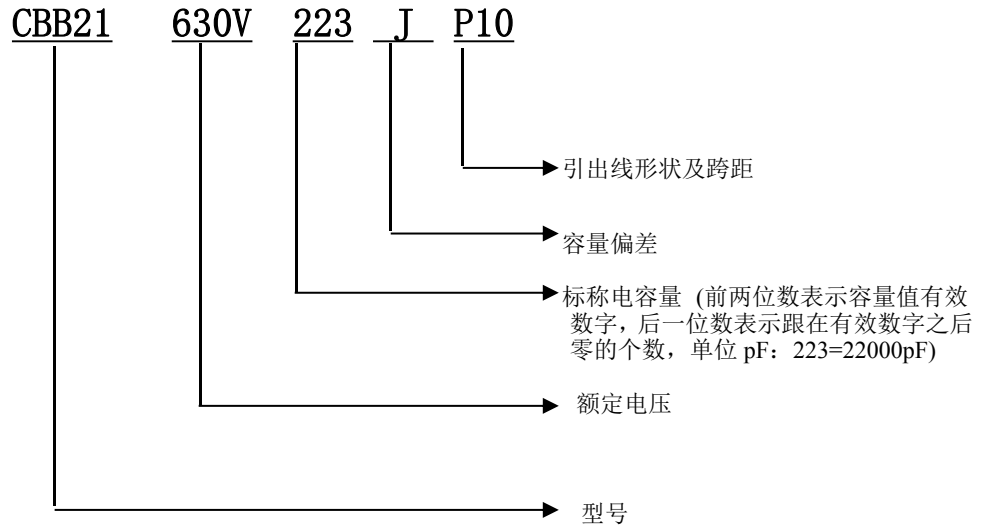 CBB21 630V 223 J P10
引出线形状及跨距
容量偏差
标称电容量 (前两位数表示容量值有效
数字，后一位数表示跟在有效数字之后
零的个数，单位 pF：223=22000pF)
额定电压
型号